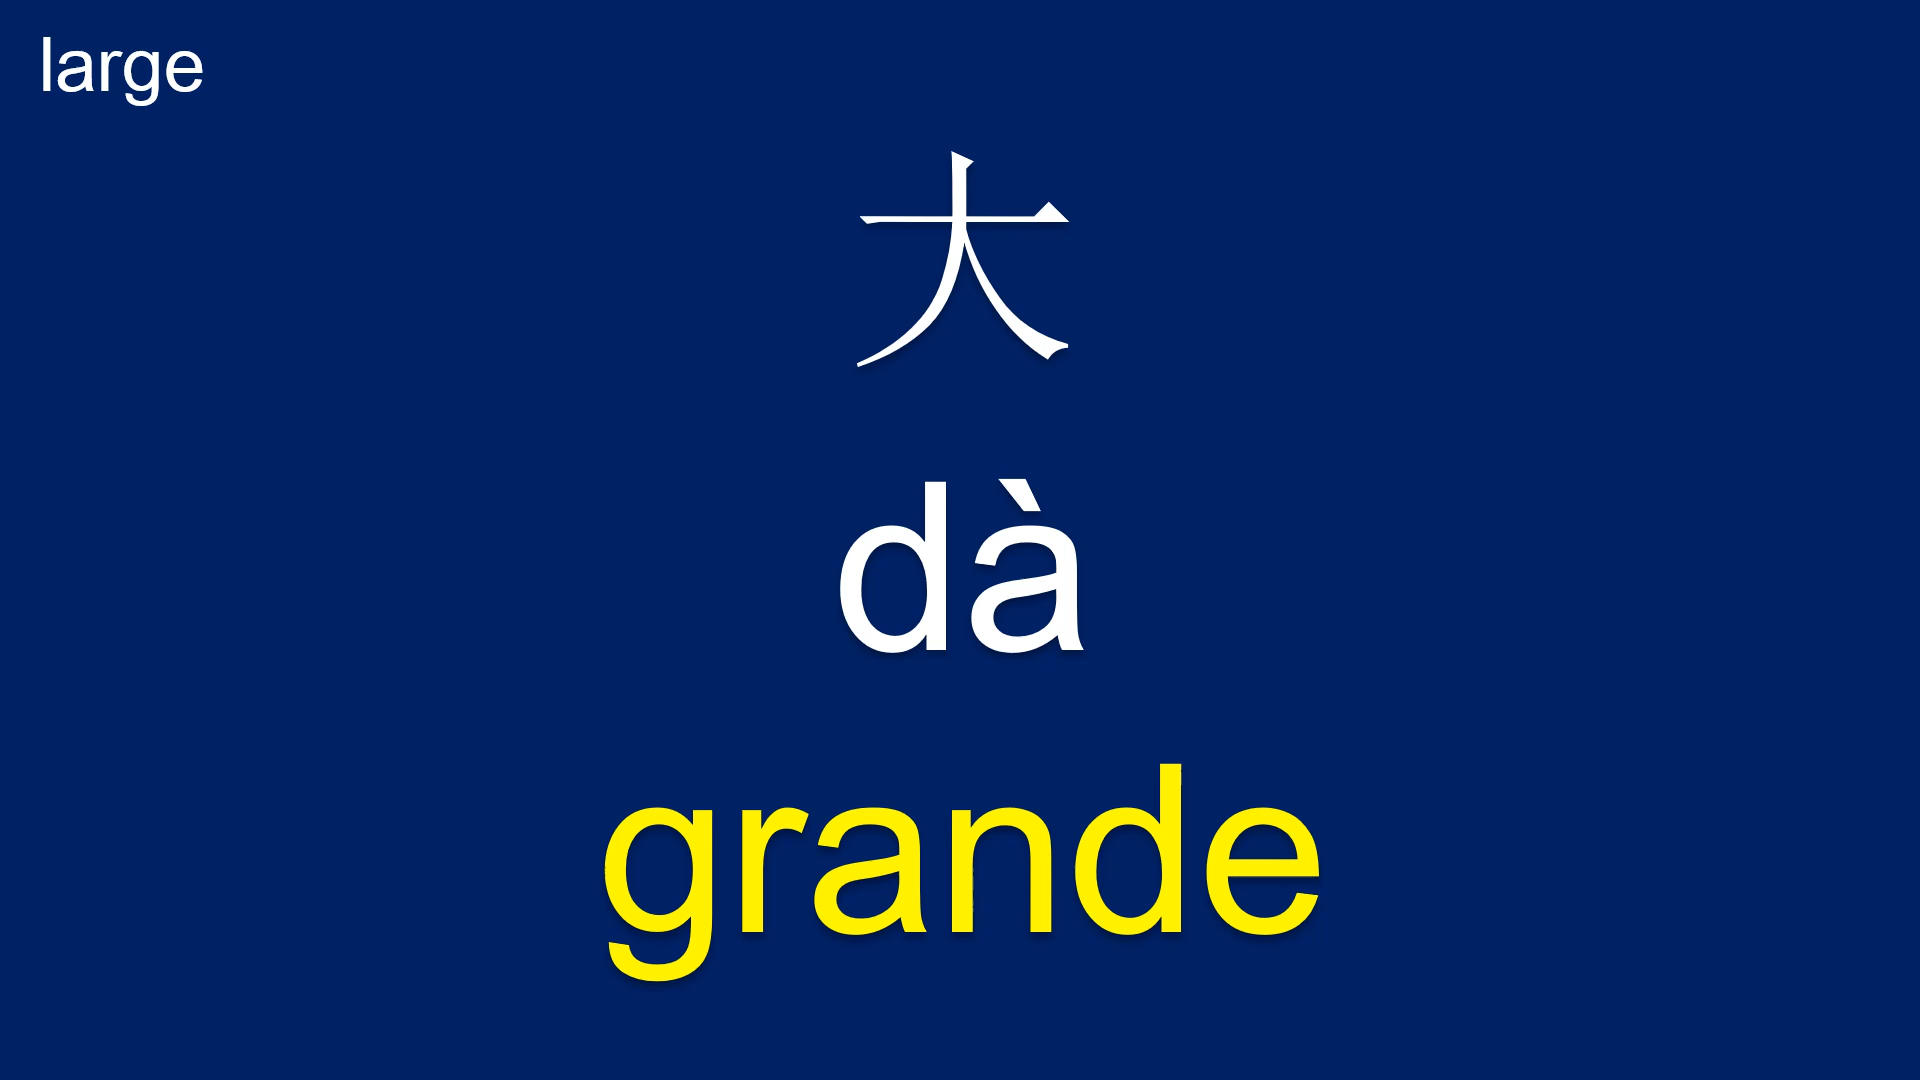 large
大
dà
grande